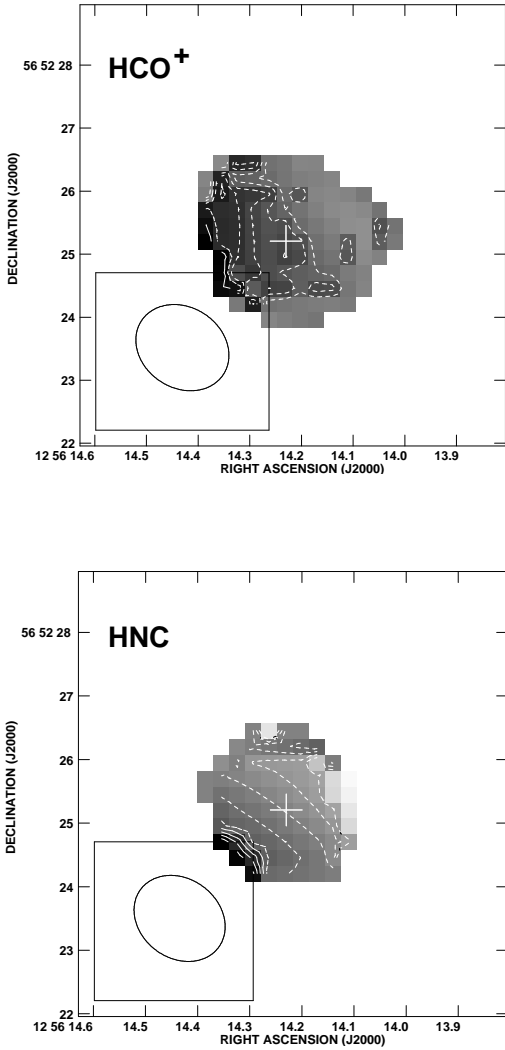 HCO+
56 52 28
27
26
25
24
23
22
DECLINATION (J2000)
12 56 14.6 14.5 14.4 14.3 14.2 14.1 14.0 13.9
RIGHT ASCENSION (J2000)
HNC
56 52 28
27
26
25
24
23
22
DECLINATION (J2000)
12 56 14.6 14.5 14.4 14.3 14.2 14.1 14.0 13.9
RIGHT ASCENSION (J2000)